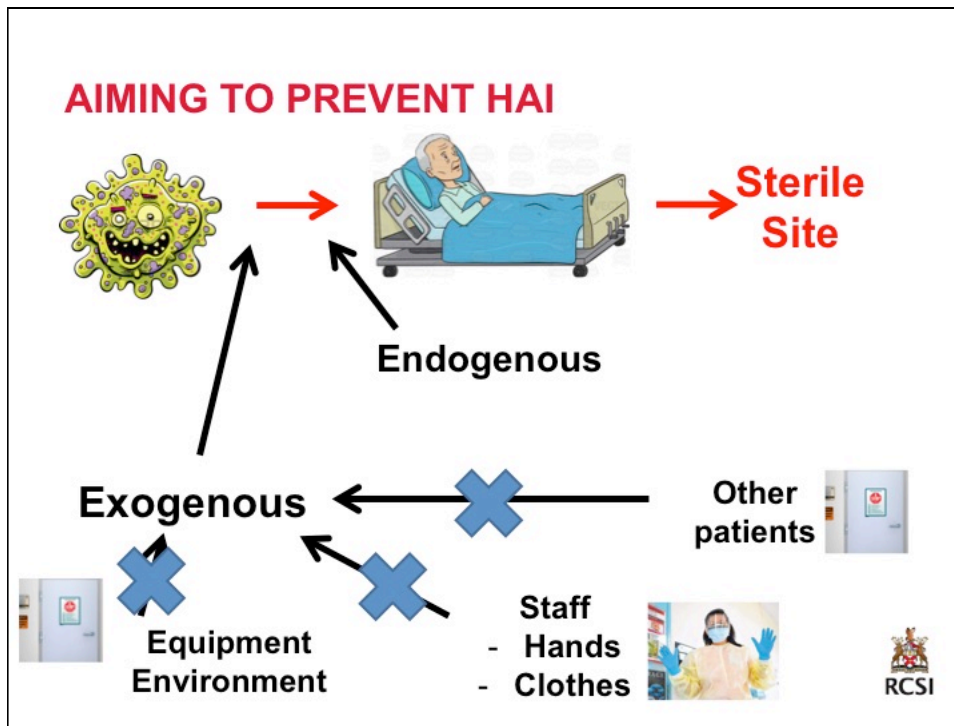 AIMING TO PREVENT HAI
Sterile
Site
Endogenous
Exogenous
Other
patients
Equipment
Environment
Staff
- Hands
- Clothes
RCSI